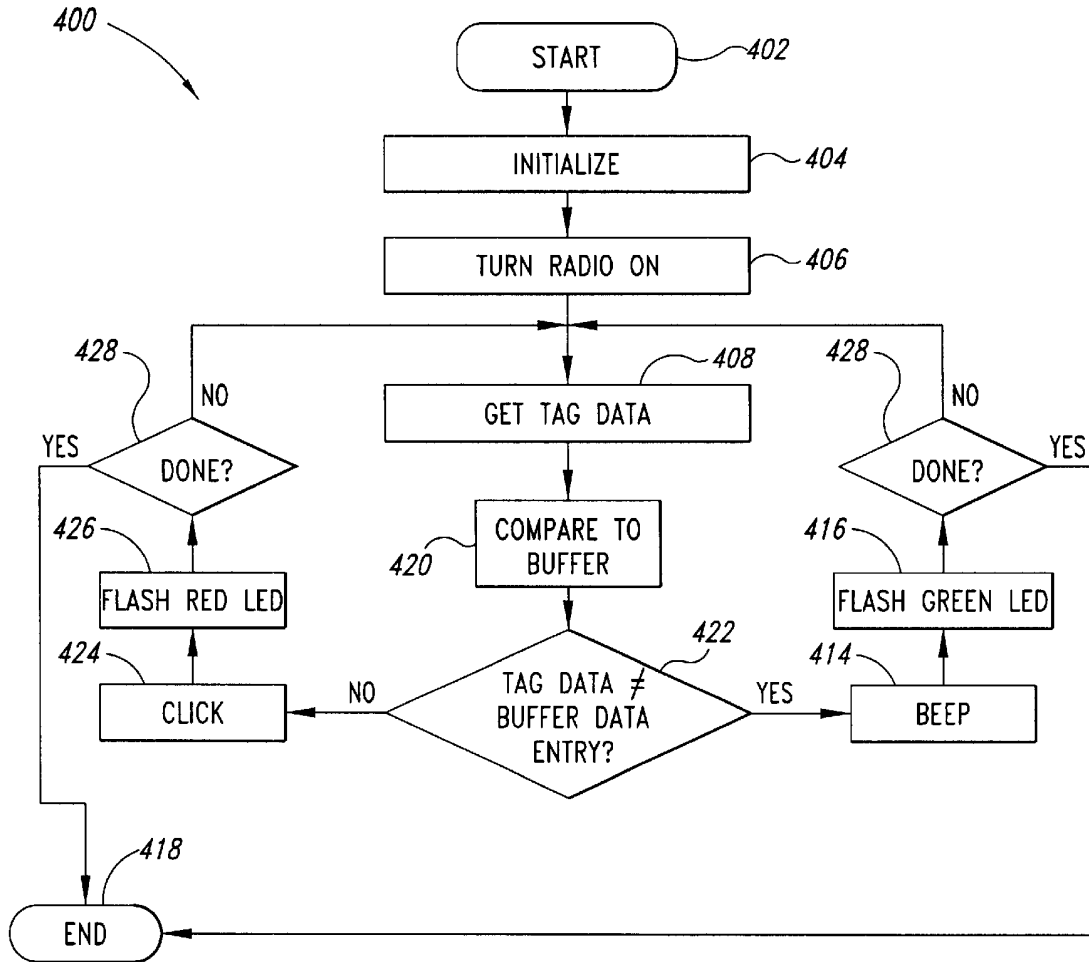 400
START
402
INITIALIZE
404
TURN RADIO ON
406
428
NO
YES
DONE?
408
GET TAG DATA
428
NO
YES
DONE?
420
COMPARE TO
BUFFER
426
FLASH RED LED
416
FLASH GREEN LED
424
CLICK
NO
422
TAG DATA ≠
BUFFER DATA
ENTRY?
YES
414
BEEP
418
END